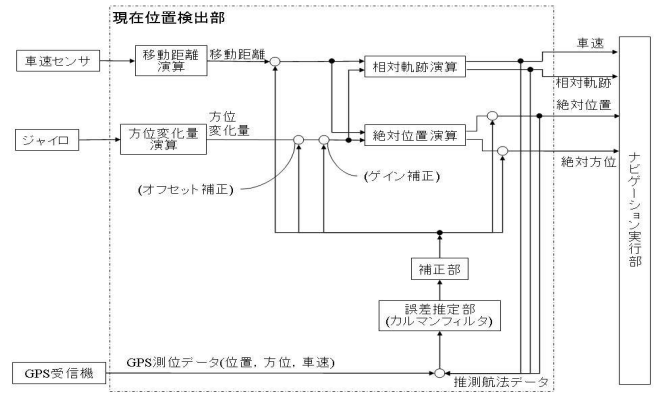 現在位置検出部
車速センサ
移動距離
演算
移動距離
相対軌跡演算
車速
相対軌跡
ジャイロ
方位変化量
演算
方位
変化量
絶対位置演算
絶対位置
絶対方位
(オフセット補正)
(ゲイン補正)
ナビゲーション実行部
補正部
誤差推定部
(カルマンフィルタ)
GPS受信機
GPS測位データ(位置，方位，車速)
推測航法データ